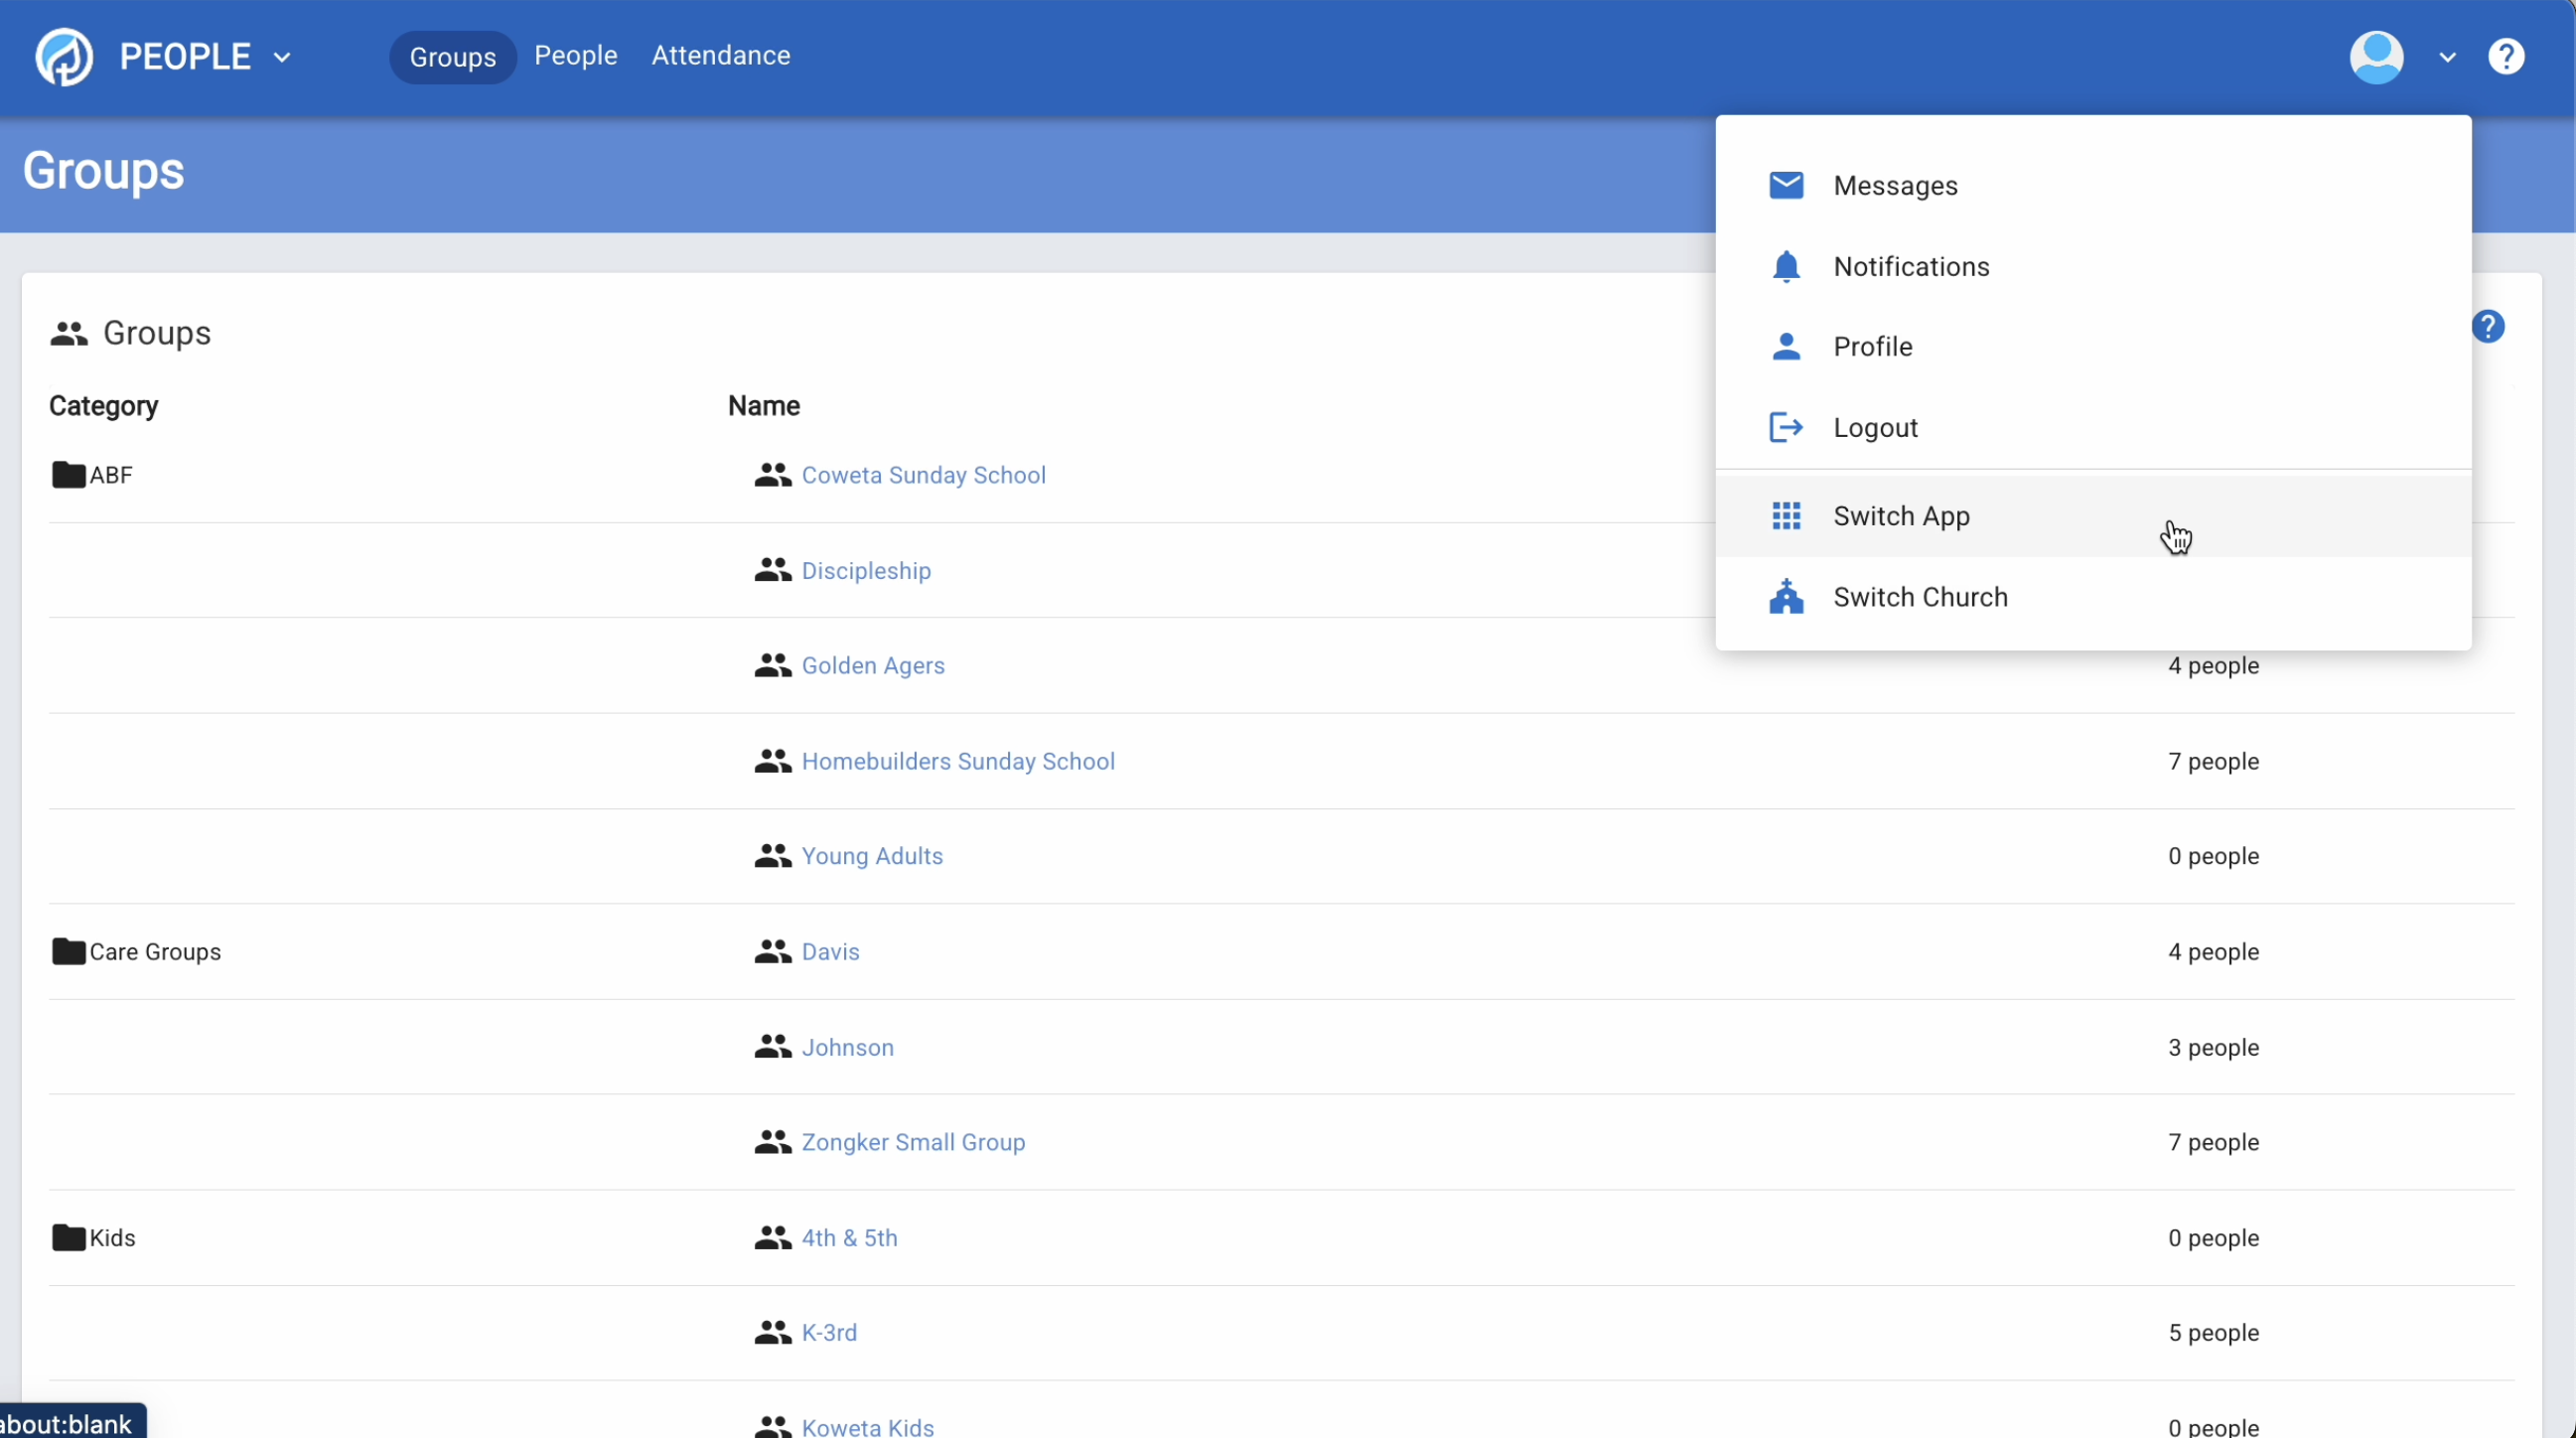 PEOPLE Groups People Attendance
?
Groups
Messages
Notifications
Profile
Logout
Switch App
Switch Church
Groups
?
Category Name
ABF Coweta Sunday School
Discipleship
Golden Agers 4 people
Homebuilders Sunday School 7 people
Young Adults 0 people
Care Groups Davis 4 people
Johnson 3 people
Zongker Small Group 7 people
Kids 4th & 5th 0 people
K-3rd 5 people
Koweta Kids 0 people
about:blank